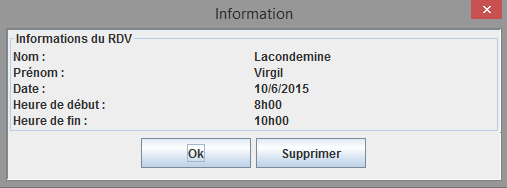 Information
Informations du RDV
Nom : Lacondemine
Prénom : Virgil
Date : 10/6/2015
Heure de début : 8h00
Heure de fin : 10h00
Ok Supprimer